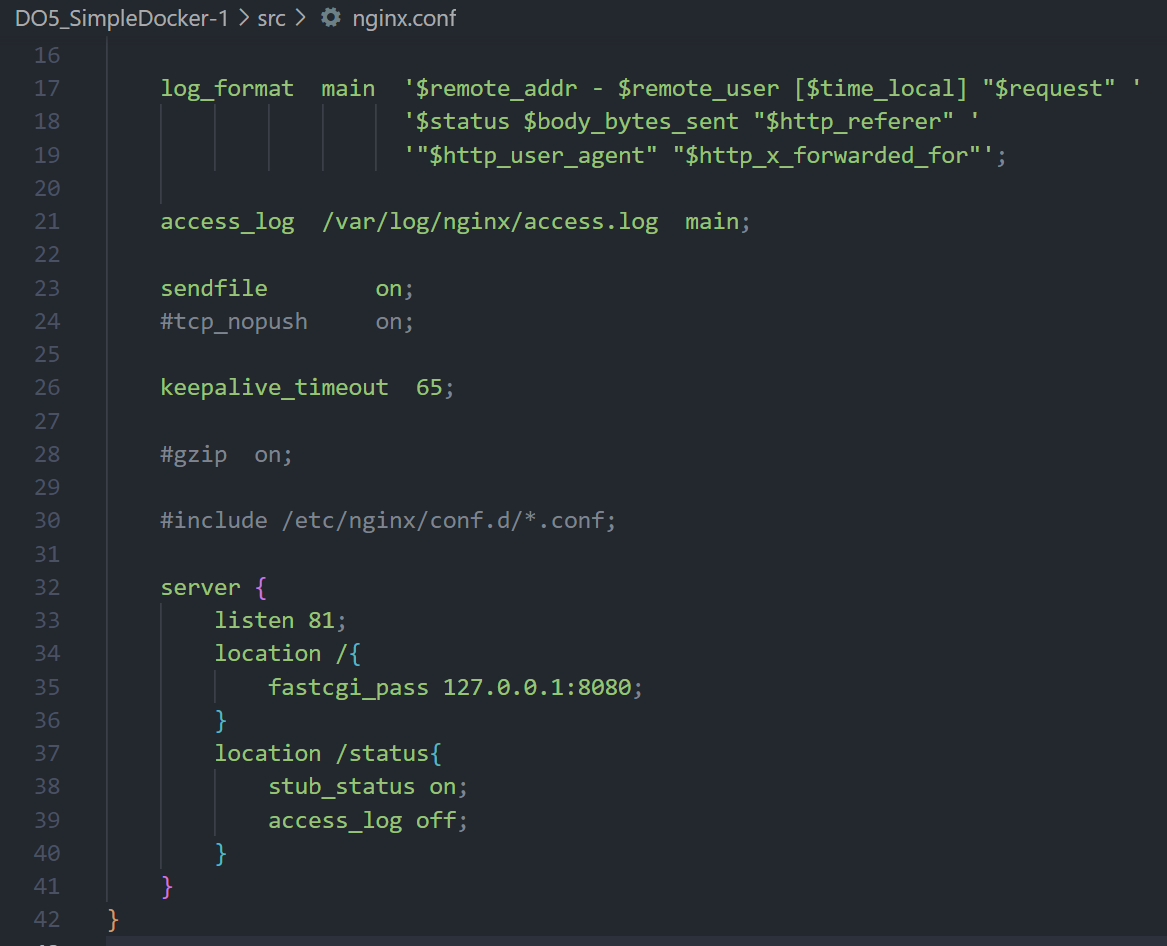 DO5_SimpleDocker-1 > src > nginx.conf
16
17 log_format  main  '$remote_addr - $remote_user [$time_local] "$request" '
18                   '$status $body_bytes_sent "$http_referer" '
19                   '"$http_user_agent" "$http_x_forwarded_for"';
20
21 access_log  /var/log/nginx/access.log  main;
22
23 sendfile        on;
24 #tcp_nopush     on;
25
26 keepalive_timeout  65;
27
28 #gzip  on;
29
30 #include /etc/nginx/conf.d/*.conf;
31
32 server {
33     listen 81;
34     location /{
35         fastcgi_pass 127.0.0.1:8080;
36     }
37     location /status{
38         stub_status on;
39         access_log off;
40     }
41 }
42 }